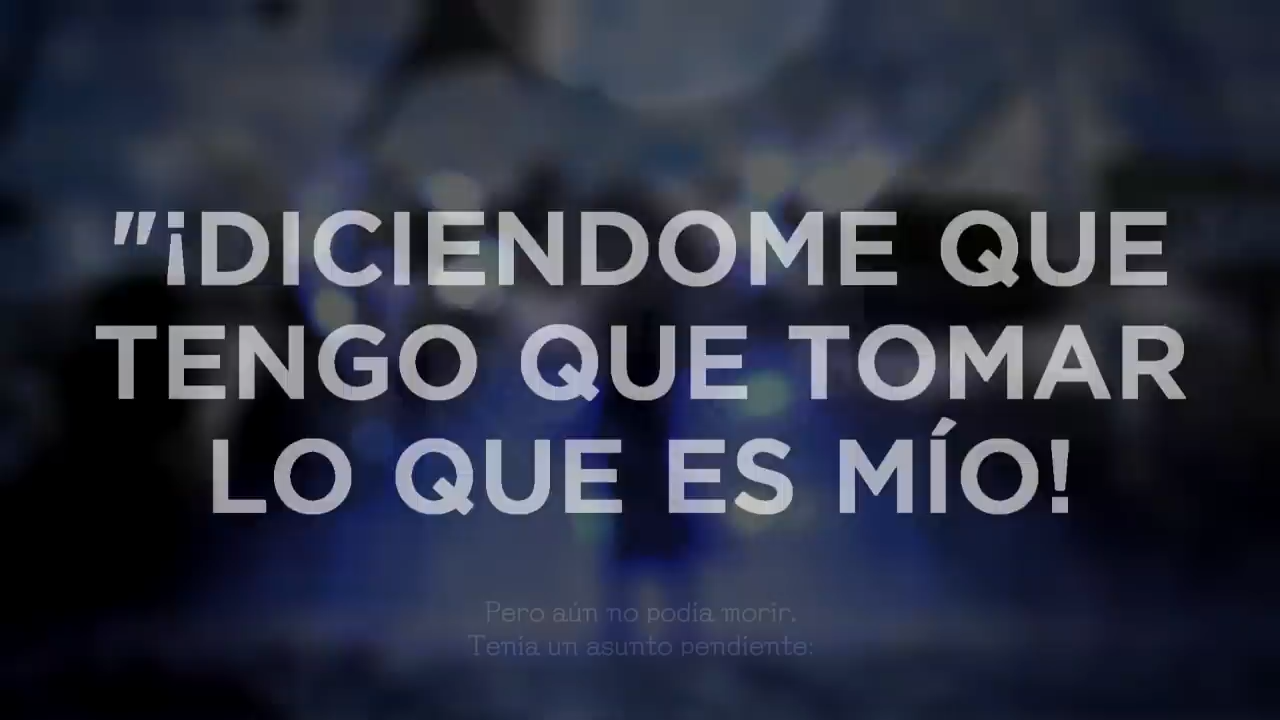 "¡DICIENDOME QUE
TENGO QUE TOMAR
LO QUE ES MÍO!
Pero aún no podía morir.
Tenía un asunto pendiente: